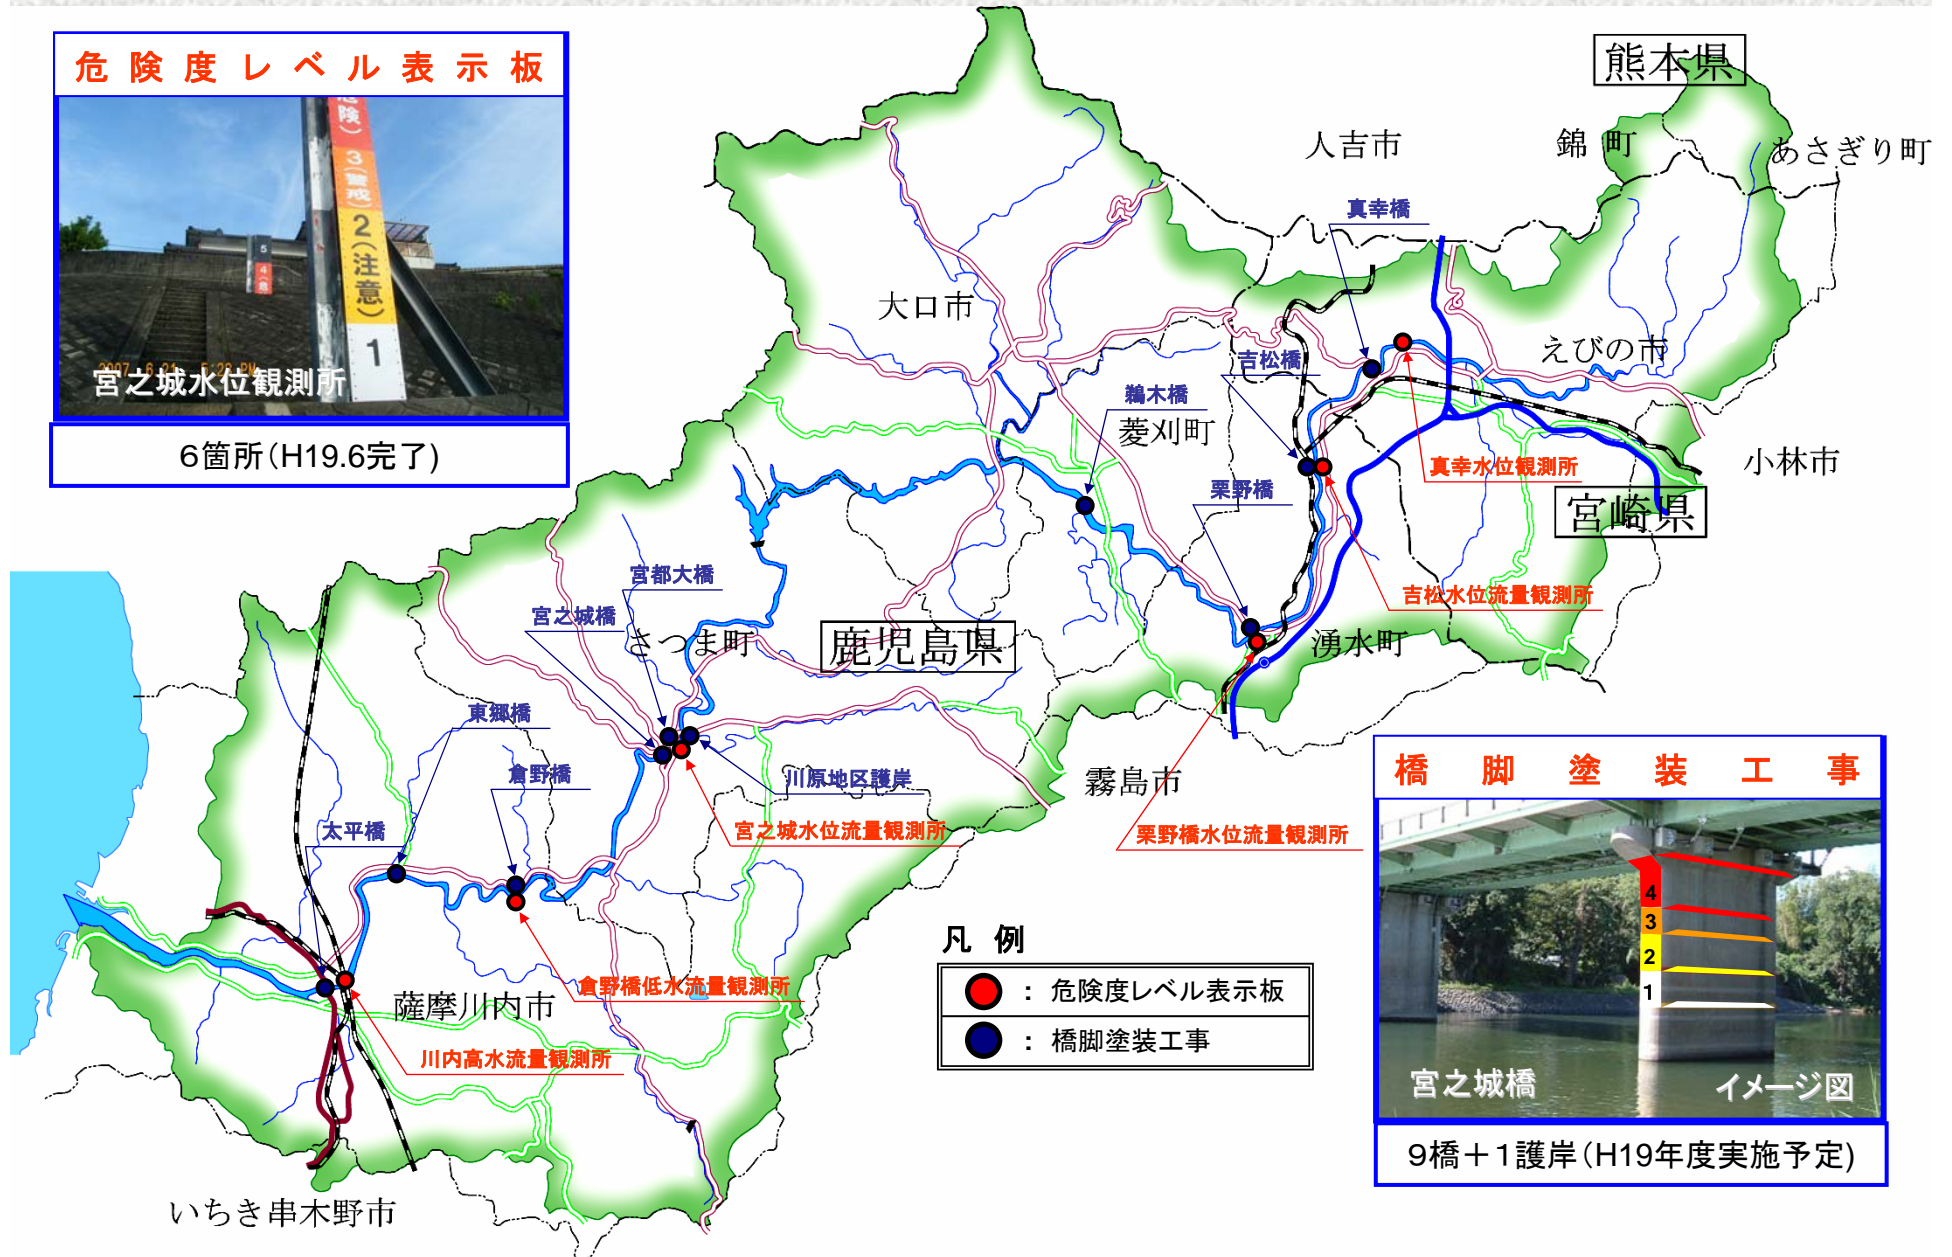 危険度レベル表示板
険)
3(警戒)
2(注意)
1
5
4(危
2007 6 21 5:28 PM
宮之城水位観測所
6箇所(H19.6完了)
熊本県
人吉市
錦町
あさぎり町
真幸橋
大口市
えびの市
吉松橋
鵜木橋
菱刈町
小林市
真幸水位観測所
栗野橋
宮崎県
宮都大橋
吉松水位流量観測所
宮之城橋
さつま町
鹿児島県
湧水町
東郷橋
倉野橋
川原地区護岸
霧島市
太平橋
宮之城水位流量観測所
栗野橋水位流量観測所
倉野橋低水流量観測所
薩摩川内市
川内高水流量観測所
いちき串木野市
凡例
: 危険度レベル表示板
: 橋脚塗装工事
橋脚塗装工事
4
3
2
1
宮之城橋 イメージ図
9橋+1護岸(H19年度実施予定)